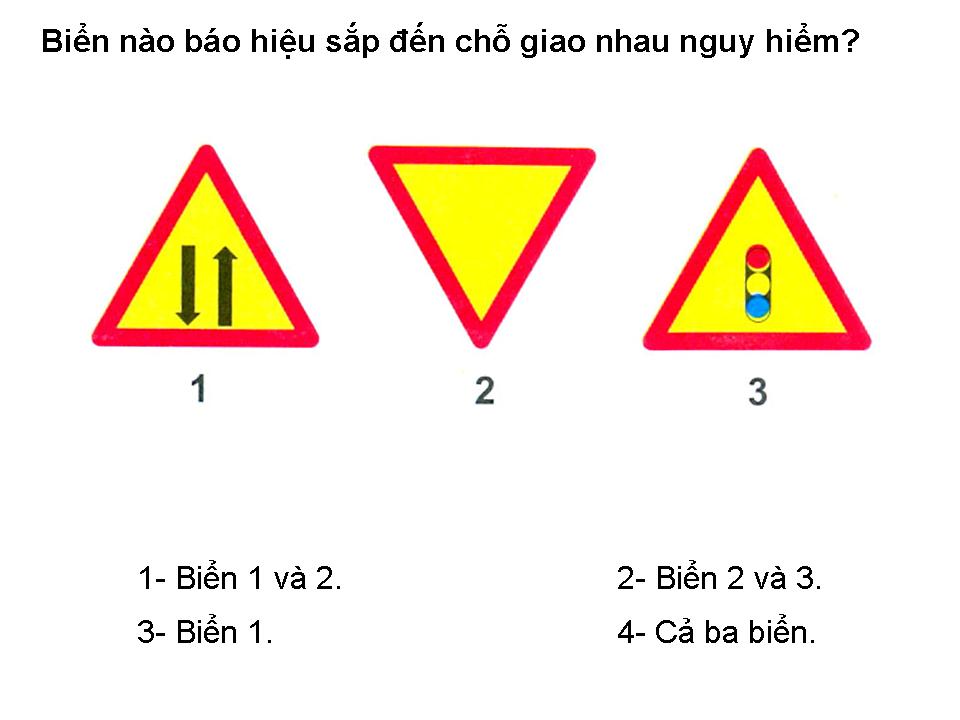 Biển nào báo hiệu sắp đến chỗ giao nhau nguy hiểm?
1 2 3
1- Biển 1 và 2. 2- Biển 2 và 3.
3- Biển 1. 4- Cả ba biển.